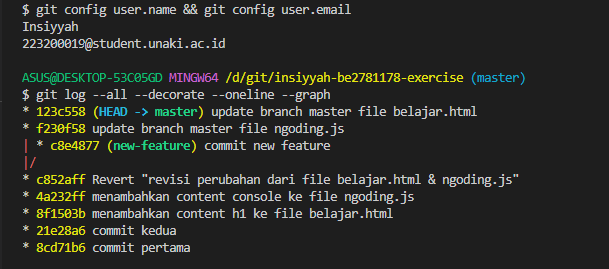 $ git config user.name && git config user.email
Insiyyah
223200019@student.unaki.ac.id
ASUS@DESKTOP-53C05GD MINGW64 /d/git/insiyyah-be2781178-exercise (master)
$ git log --all --decorate --oneline --graph
* 123c558 (HEAD -> master) update branch master file belajar.html
* f230f58 update branch master file ngoding.js
| * c8e4877 (new-feature) commit new feature
|/
* c852aff Revert "revisi perubahan dari file belajar.html & ngoding.js"
* 4a232ff menambahkan content console ke file ngoding.js
* 8f1503b menambahkan content h1 ke file belajar.html
* 21e28a6 commit kedua
* 8cd71b6 commit pertama